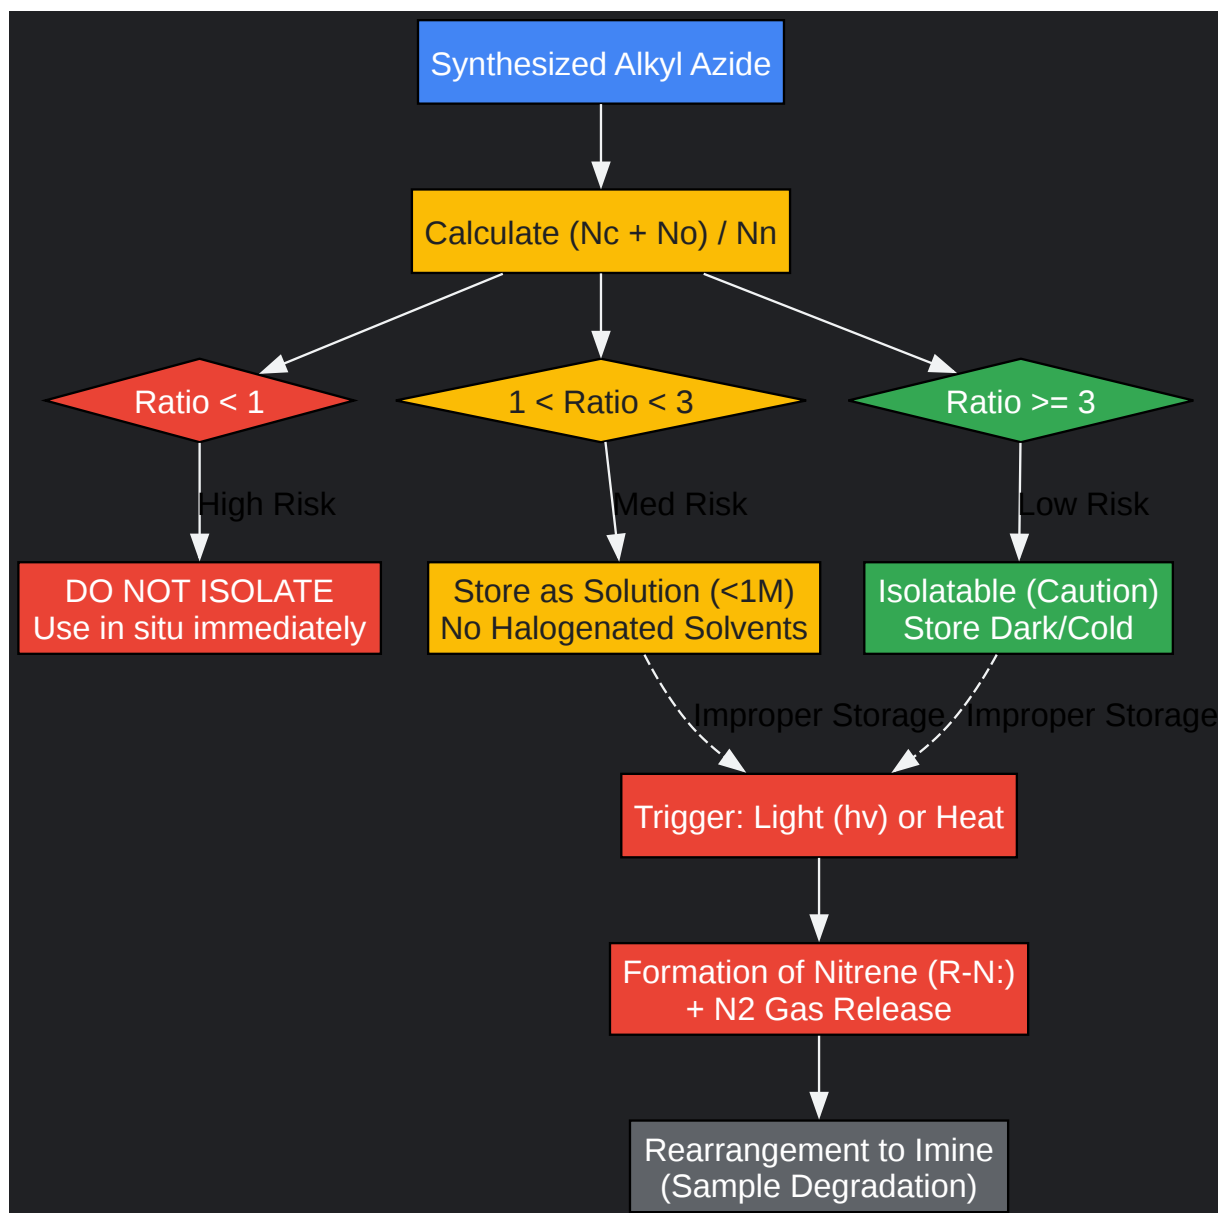 Synthesized Alkyl Azide
Calculate (Nc + No) / Nn
Ratio < 1
1 < Ratio < 3
Ratio >= 3
High Risk
Med Risk
Low Risk
DO NOT ISOLATE
Use in situ immediately
Store as Solution (<1M)
No Halogenated Solvents
Isolatable (Caution)
Store Dark/Cold
Improper Storage
Improper Storage
Trigger: Light (hv) or Heat
Formation of Nitrene (R-N:)
+ N2 Gas Release
Rearrangement to Imine
(Sample Degradation)